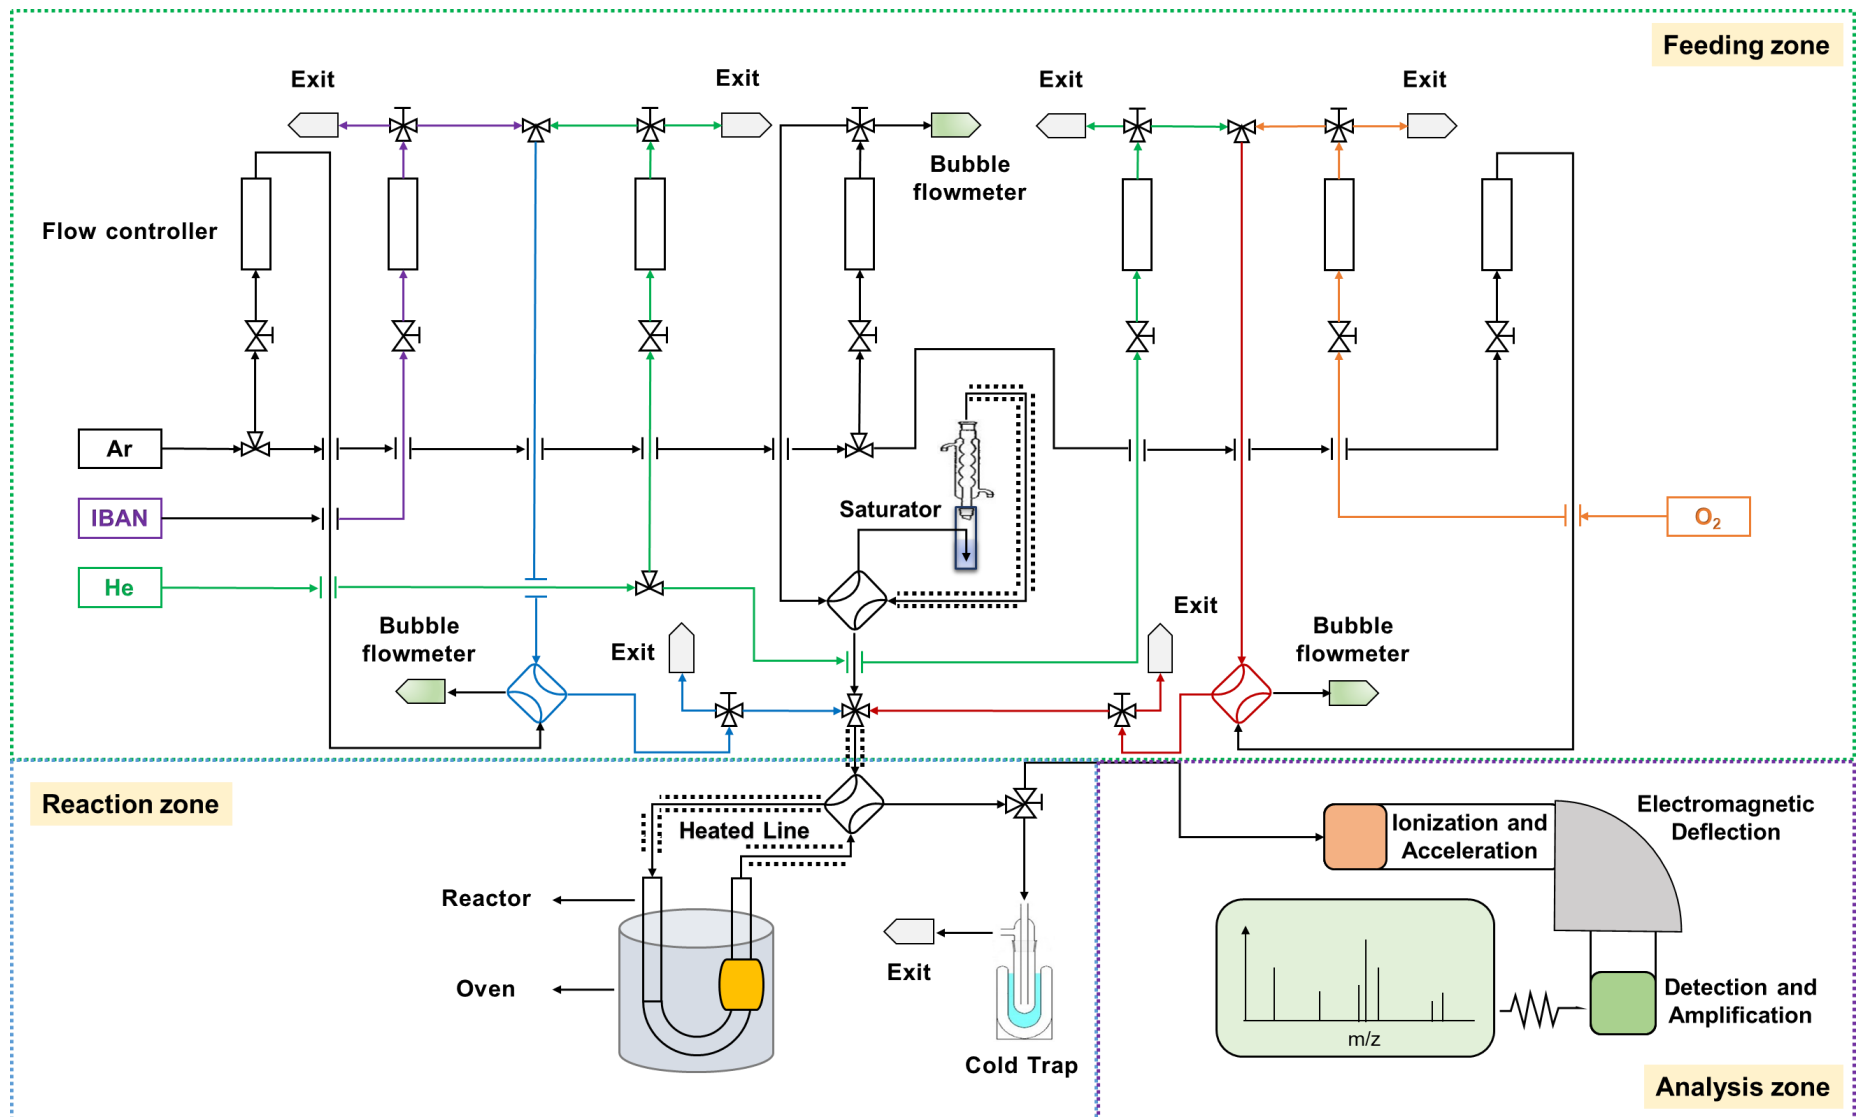 Feeding zone
Exit
Exit
Exit
Exit
Bubble
flowmeter
Flow controller
Ar
IBAN
Saturator
O₂
He
Bubble
flowmeter
Exit
Exit
Bubble
flowmeter
Reaction zone
Heated Line
Electromagnetic
Deflection
Ionization and
Acceleration
Reactor
Oven
Exit
Cold Trap
Detection and
Amplification
m/z
Analysis zone